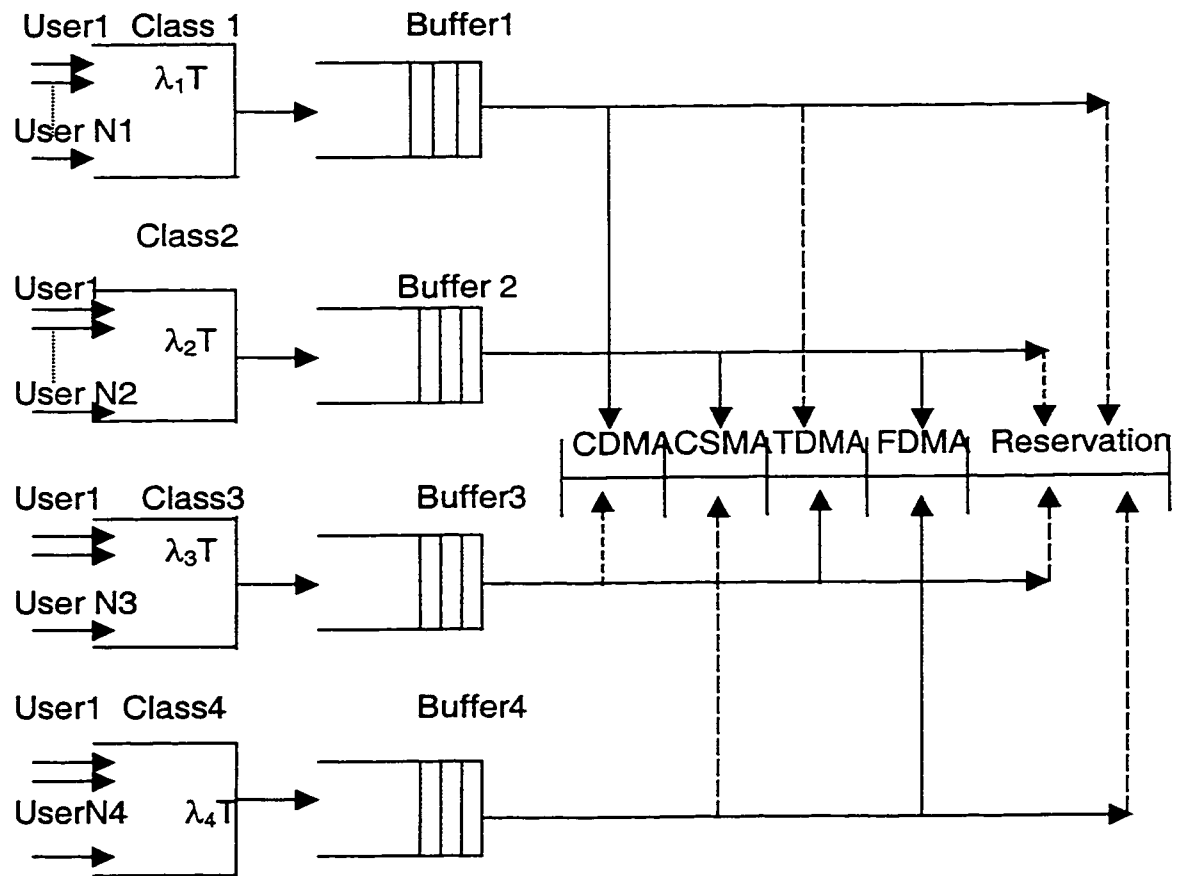 User1 Class 1 Buffer1
λ₁T
User N1
Class2
User1 Buffer 2
λ₂T
User N2
CDMA CSMA TDMA FDMA Reservation
User1 Class3 Buffer3
λ₃T
User N3
User1 Class4 Buffer4
UserN4 λ₄T